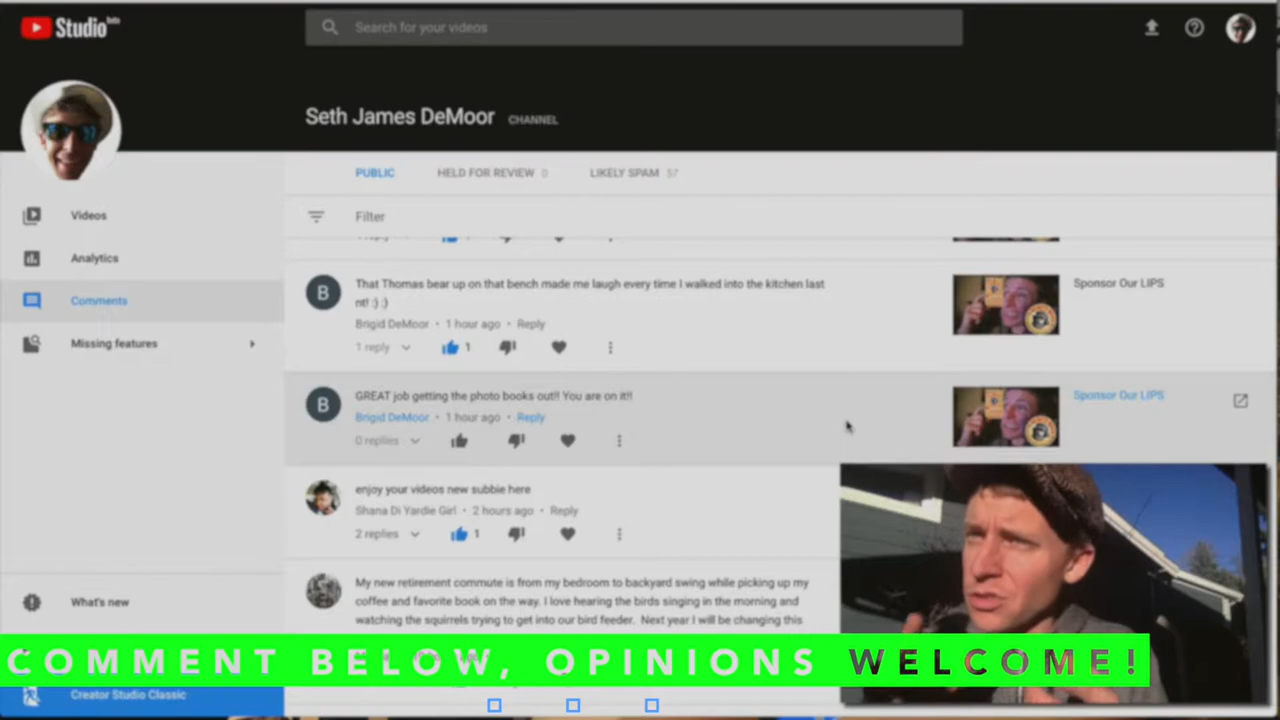 Studio beta
Search for your videos
Seth James DeMoor CHANNEL
PUBLIC HELD FOR REVIEW 0 LIKELY SPAM 37
Filter
Videos
Analytics
Comments
Missing features
That Thomas bear up on that bench made me laugh every time I walked into the kitchen last
nt! :) :)
Brigid DeMoor • 1 hour ago • Reply
1 reply 1
Sponsor Our LIPS
B
GREAT job getting the photo books out!! You are on it!!
Brigid DeMoor • 1 hour ago • Reply
0 replies
Sponsor Our LIPS
B
enjoy your videos new subbie here
Shana Di Yardie Girl • 2 hours ago • Reply
2 replies 1
My new retirement commute is from my bedroom to backyard swing while picking up my
coffee and favorite book on the way. I love hearing the birds singing in the morning and
watching the squirrels trying to get into our bird feeder. Next year I will be changing this
What's new
COMMENT BELOW, OPINIONS WELCOME!
Creator Studio Classic